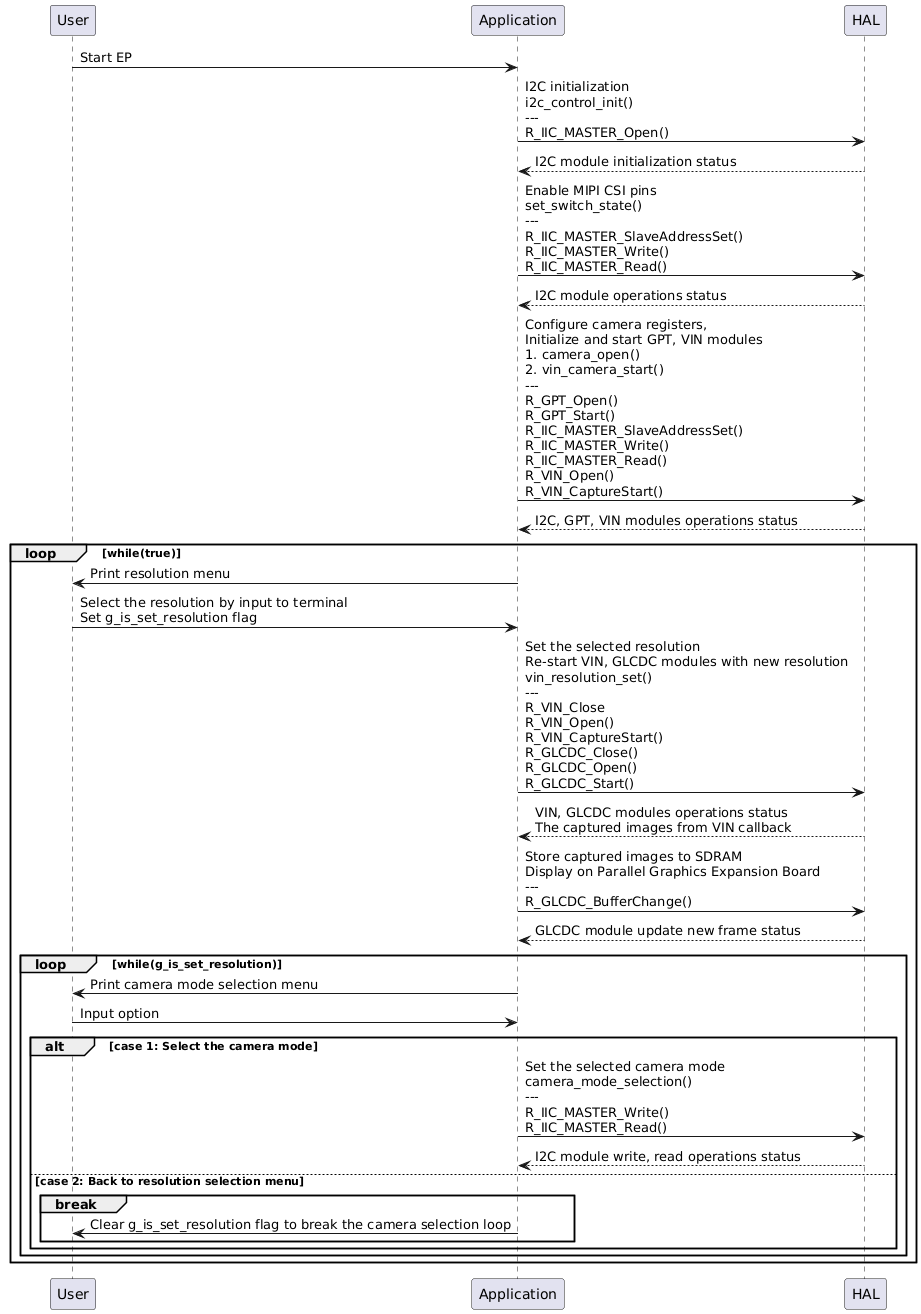 User
Application
HAL
Start EP
I2C initialization
i2c_control_init()
---
R_IIC_MASTER_Open()
I2C module initialization status
Enable MIPI CSI pins
set_switch_state()
---
R_IIC_MASTER_SlaveAddressSet()
R_IIC_MASTER_Write()
R_IIC_MASTER_Read()
I2C module operations status
Configure camera registers,
Initialize and start GPT, VIN modules
1. camera_open()
2. vin_camera_start()
---
R_GPT_Open()
R_GPT_Start()
R_IIC_MASTER_SlaveAddressSet()
R_IIC_MASTER_Write()
R_IIC_MASTER_Read()
R_VIN_Open()
R_VIN_CaptureStart()
I2C, GPT, VIN modules operations status
loop [while(true)]
Print resolution menu
Select the resolution by input to terminal
Set g_is_set_resolution flag
Set the selected resolution
Re-start VIN, GLCDC modules with new resolution
vin_resolution_set()
---
R_VIN_Close
R_VIN_Open()
R_VIN_CaptureStart()
R_GLCDC_Close()
R_GLCDC_Open()
R_GLCDC_Start()
VIN, GLCDC modules operations status
The captured images from VIN callback
Store captured images to SDRAM
Display on Parallel Graphics Expansion Board
---
R_GLCDC_BufferChange()
GLCDC module update new frame status
loop [while(g_is_set_resolution)]
Print camera mode selection menu
Input option
alt [case 1: Select the camera mode]
Set the selected camera mode
camera_mode_selection()
---
R_IIC_MASTER_Write()
R_IIC_MASTER_Read()
I2C module write, read operations status
[case 2: Back to resolution selection menu]
break
Clear g_is_set_resolution flag to break the camera selection loop
User
Application
HAL